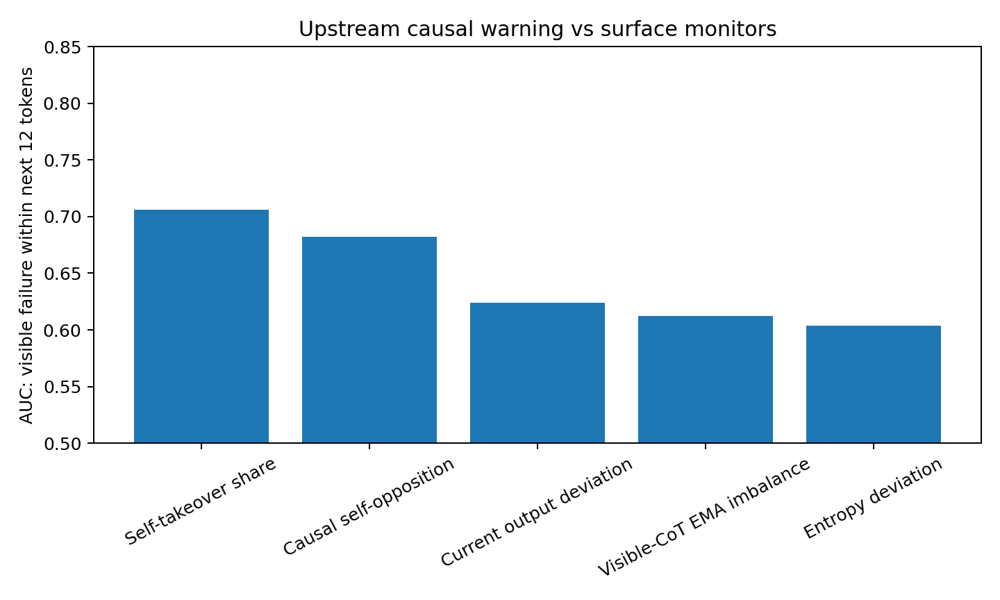 Upstream causal warning vs surface monitors
AUC: visible failure within next 12 tokens
0.85
0.80
0.75
0.70
0.65
0.60
0.55
0.50
Self-takeover share
Causal self-opposition
Current output deviation
Visible-CoT EMA imbalance
Entropy deviation